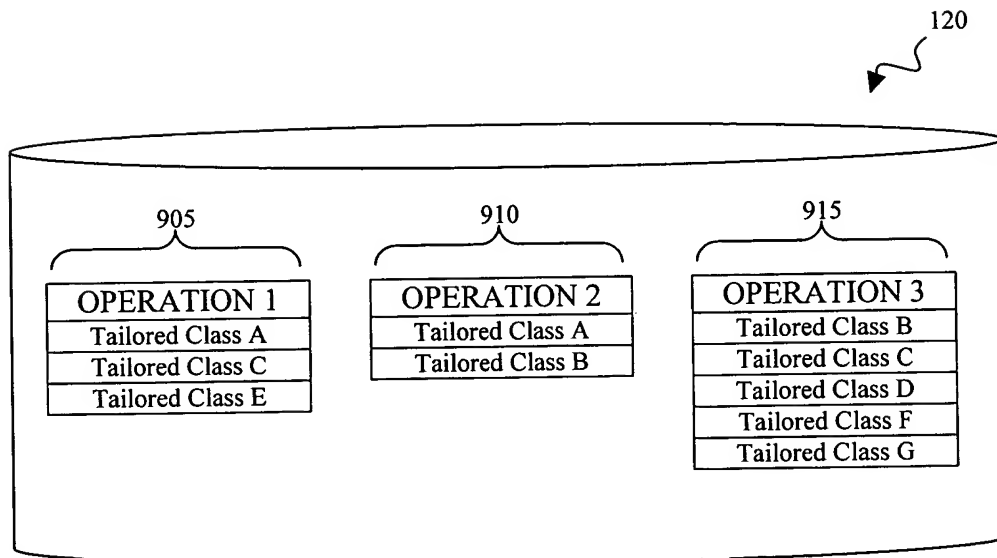 120
905
910
915
OPERATION 1
Tailored Class A
Tailored Class C
Tailored Class E
OPERATION 2
Tailored Class A
Tailored Class B
OPERATION 3
Tailored Class B
Tailored Class C
Tailored Class D
Tailored Class F
Tailored Class G